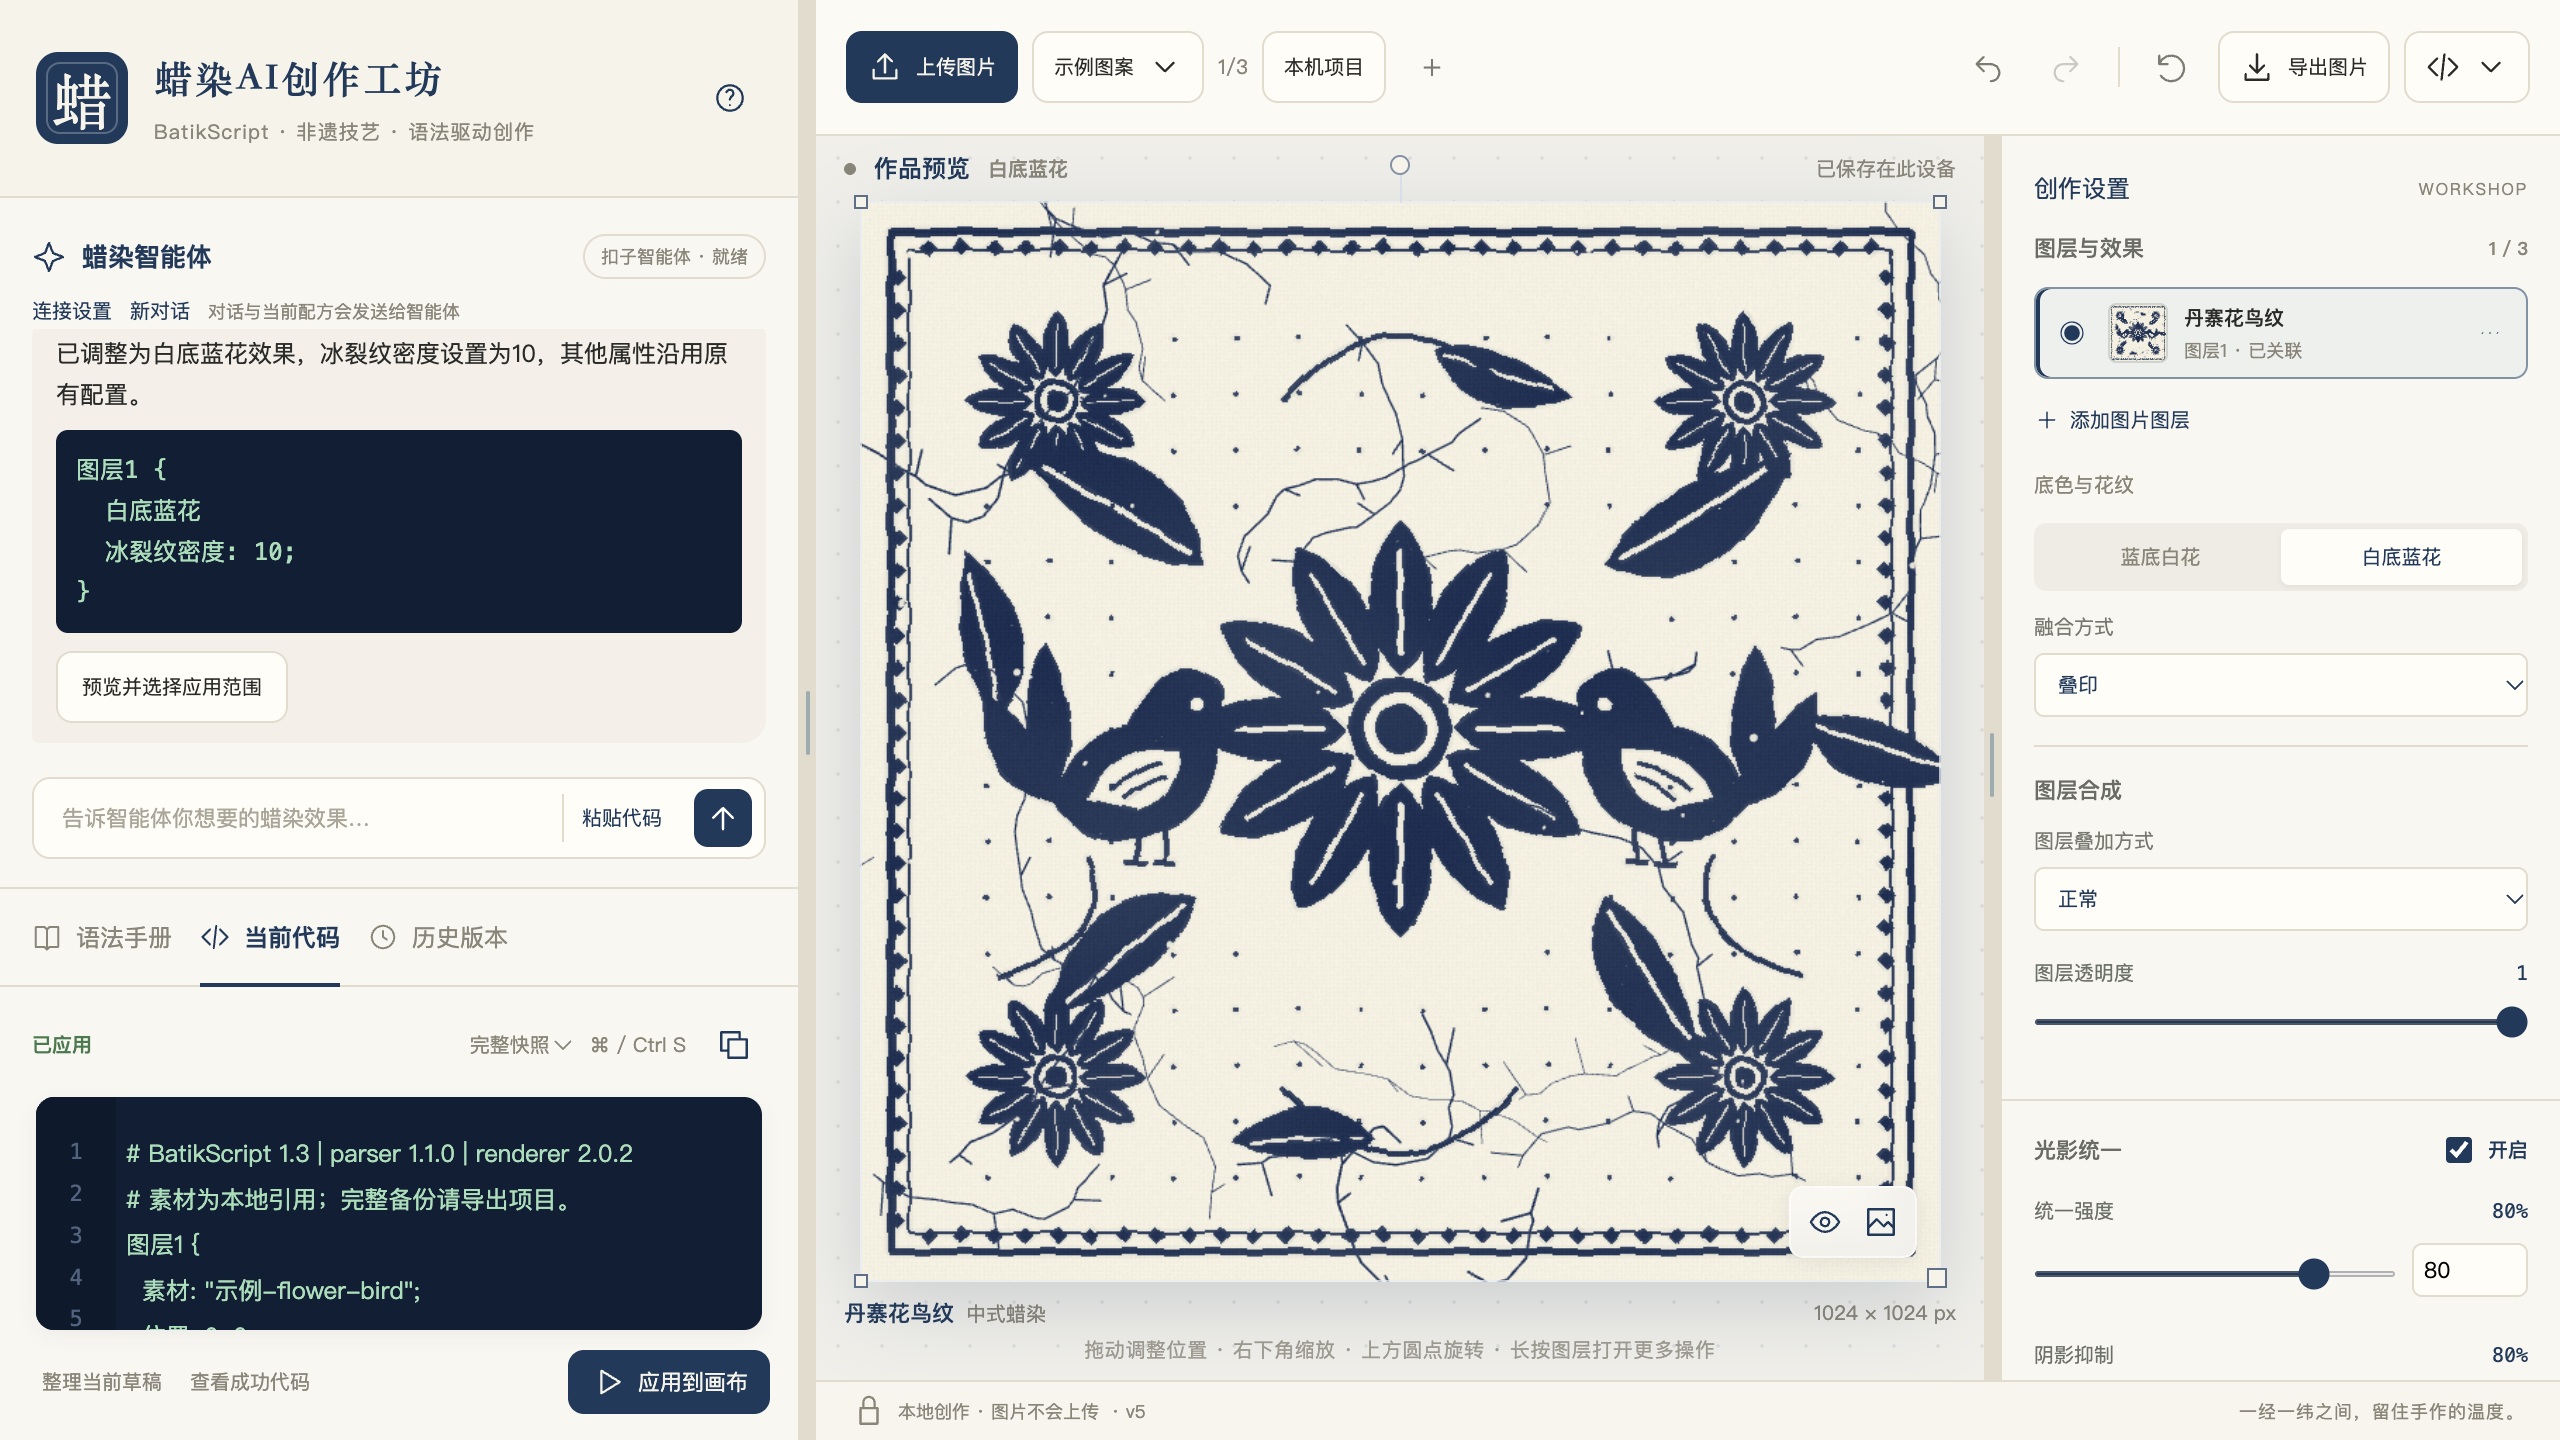 蜡
蜡染AI创作工坊
BatikScript · 非遗技艺 · 语法驱动创作
蜡染智能体
扣子智能体 · 就绪
连接设置 新对话 对话与当前配方会发送给智能体
已调整为白底蓝花效果，冰裂纹密度设置为10，其他属性沿用原
有配置。
图层1 {
白底蓝花
冰裂纹密度: 10;
}
预览并选择应用范围
告诉智能体你想要的蜡染效果...
粘贴代码
语法手册 当前代码 历史版本
已应用
完整快照 ⌘ / Ctrl S
1 # BatikScript 1.3 | parser 1.1.0 | renderer 2.0.2
2 # 素材为本地引用；完整备份请导出项目。
3 图层1 {
4 素材: "示例-flower-bird";
5
整理当前草稿 查看成功代码
应用到画布
上传图片 示例图案 1/3 本机项目 +
导出图片
作品预览 白底蓝花
已保存在此设备
丹寨花鸟纹 中式蜡染
1024 × 1024 px
拖动调整位置 · 右下角缩放 · 上方圆点旋转 · 长按图层打开更多操作
本地创作 · 图片不会上传 · v5
创作设置 WORKSHOP
图层与效果 1 / 3
丹寨花鸟纹
图层1 · 已关联
...
+ 添加图片图层
底色与花纹
蓝底白花 白底蓝花
融合方式
叠印
图层合成
图层叠加方式
正常
图层透明度 1
光影统一 开启
统一强度 80%
80
阴影抑制 80%
一经一纬之间，留住手作的温度。